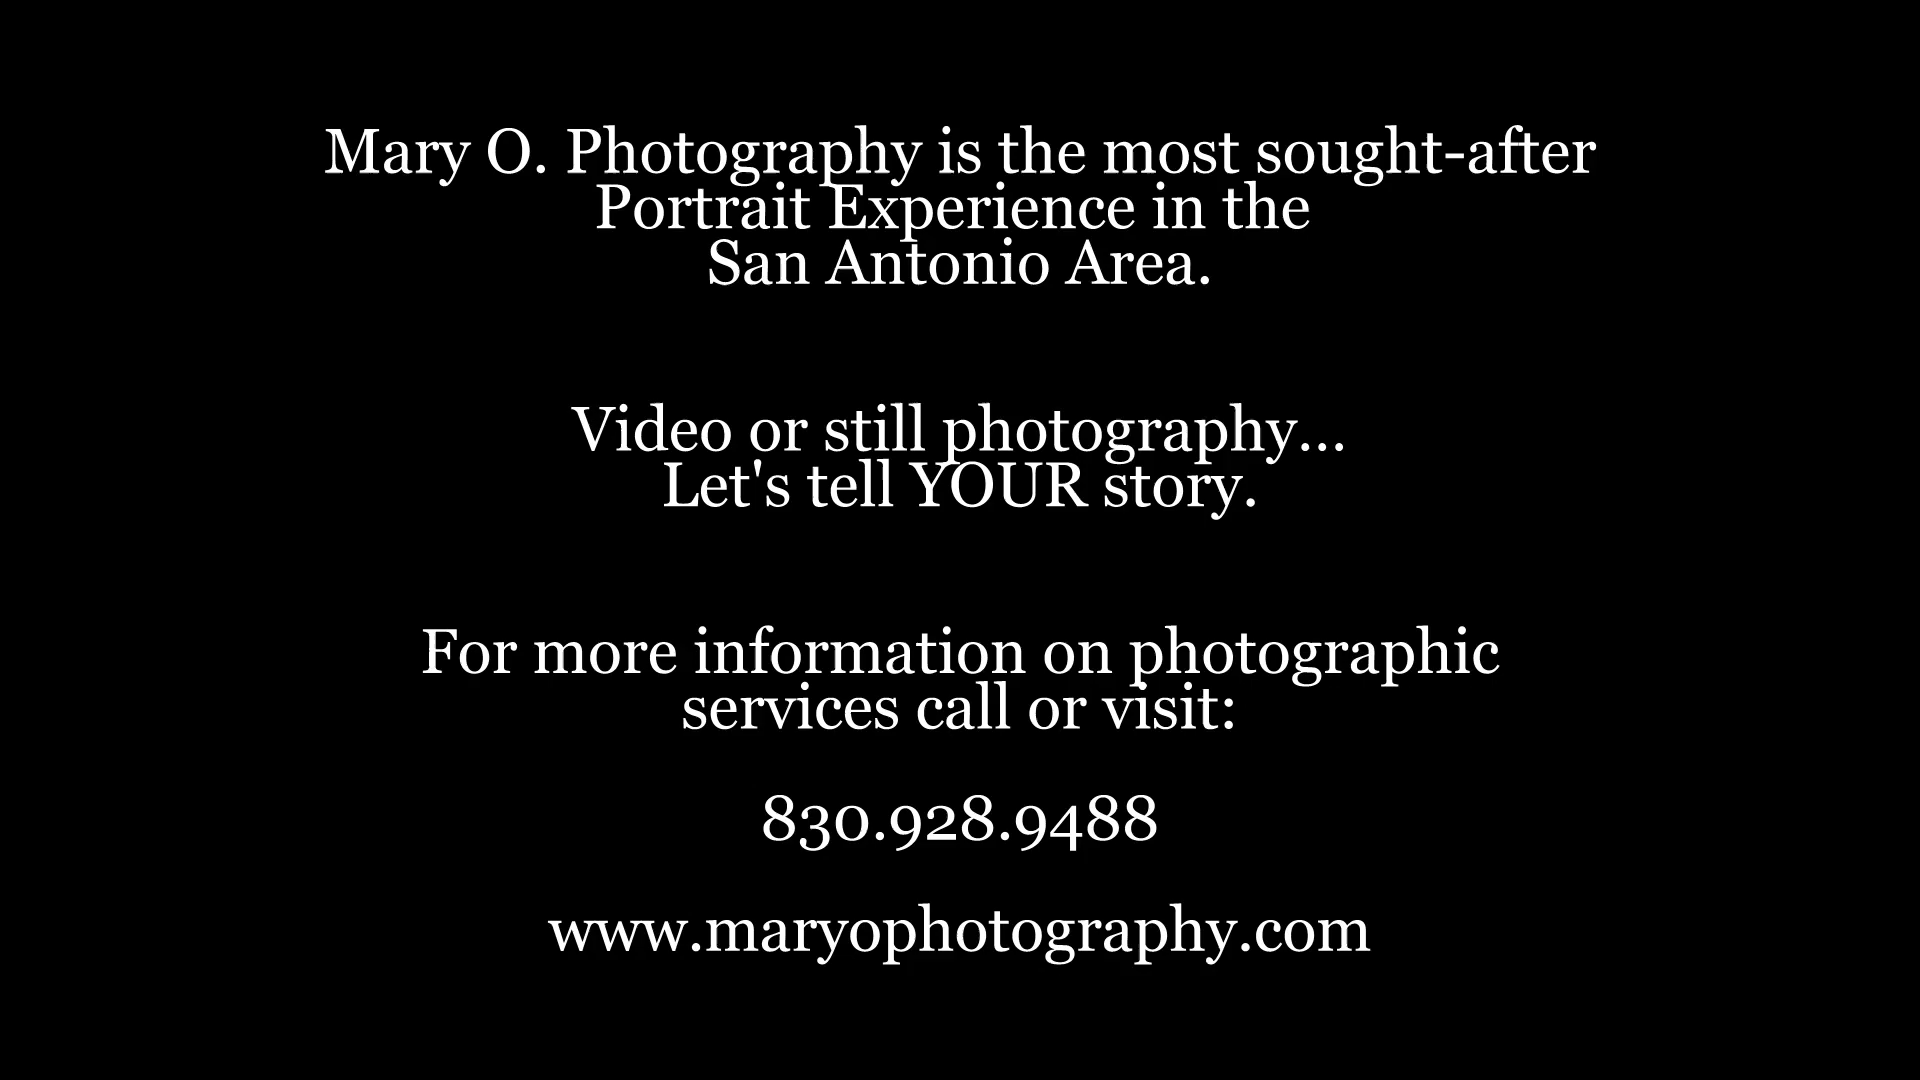 Mary O. Photography is the most sought-after
Portrait Experience in the
San Antonio Area.
Video or still photography...
Let's tell YOUR story.
For more information on photographic
services call or visit:
830.928.9488
www.maryophotography.com